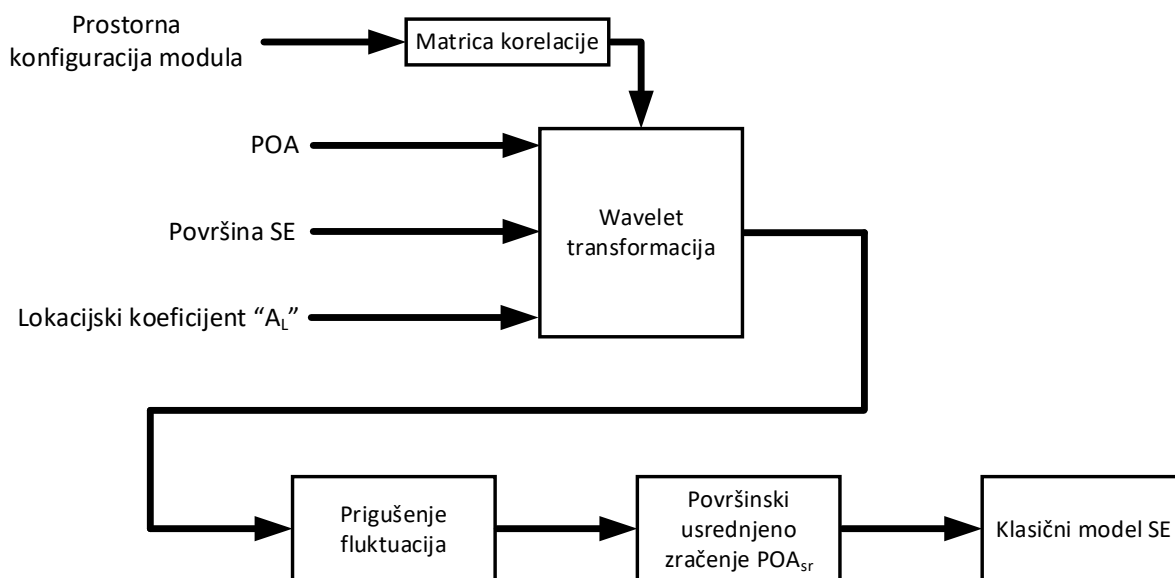 Prostorna
konfiguracija modula
Matrica korelacije
POA
Površina SE
Lokacijski koeficijent “AL”
Wavelet
transformacija
Prigušenje
fluktuacija
Površinski
usrednjeno
zračenje POAsr
Klasični model SE